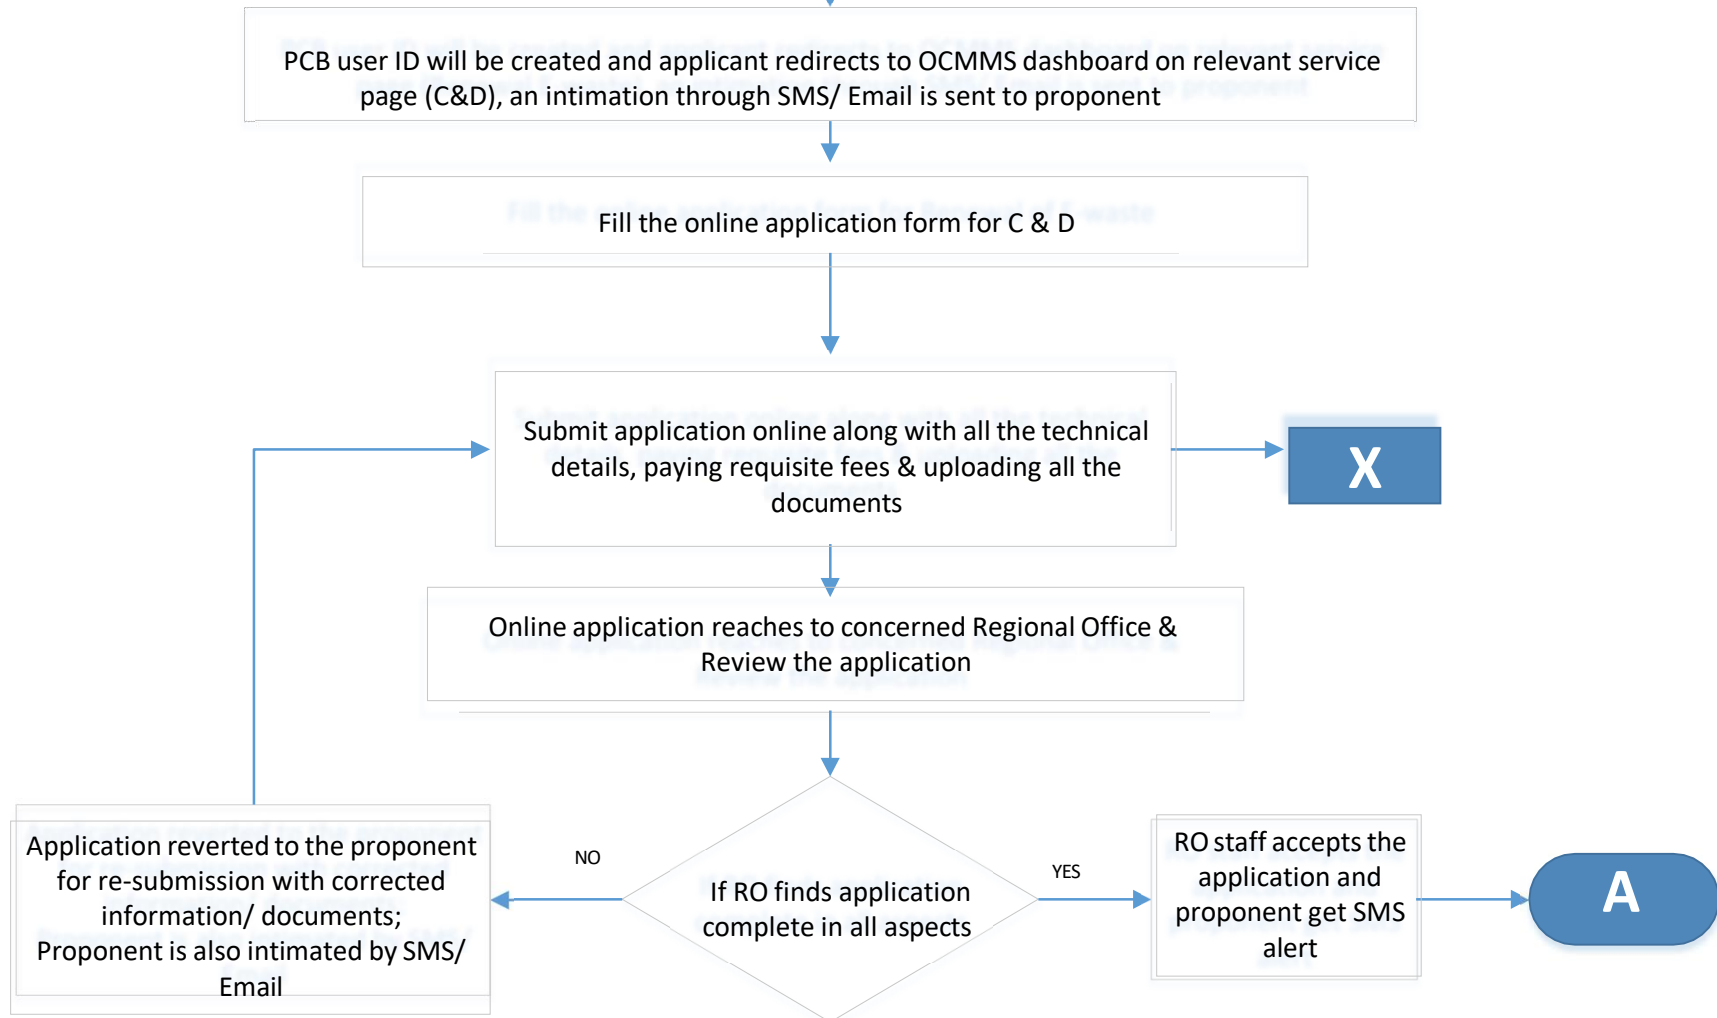 PCB user ID will be created and applicant redirects to OCMMS dashboard on relevant service
page (C&D), an intimation through SMS/ Email is sent to proponent
Fill the online application form for C & D
Submit application online along with all the technical
details, paying requisite fees & uploading all the
documents
X
Online application reaches to concerned Regional Office &
Review the application
Application reverted to the proponent
for re-submission with corrected
information/ documents;
Proponent is also intimated by SMS/
Email
NO
If RO finds application
complete in all aspects
YES
RO staff accepts the
application and
proponent get SMS
alert
A